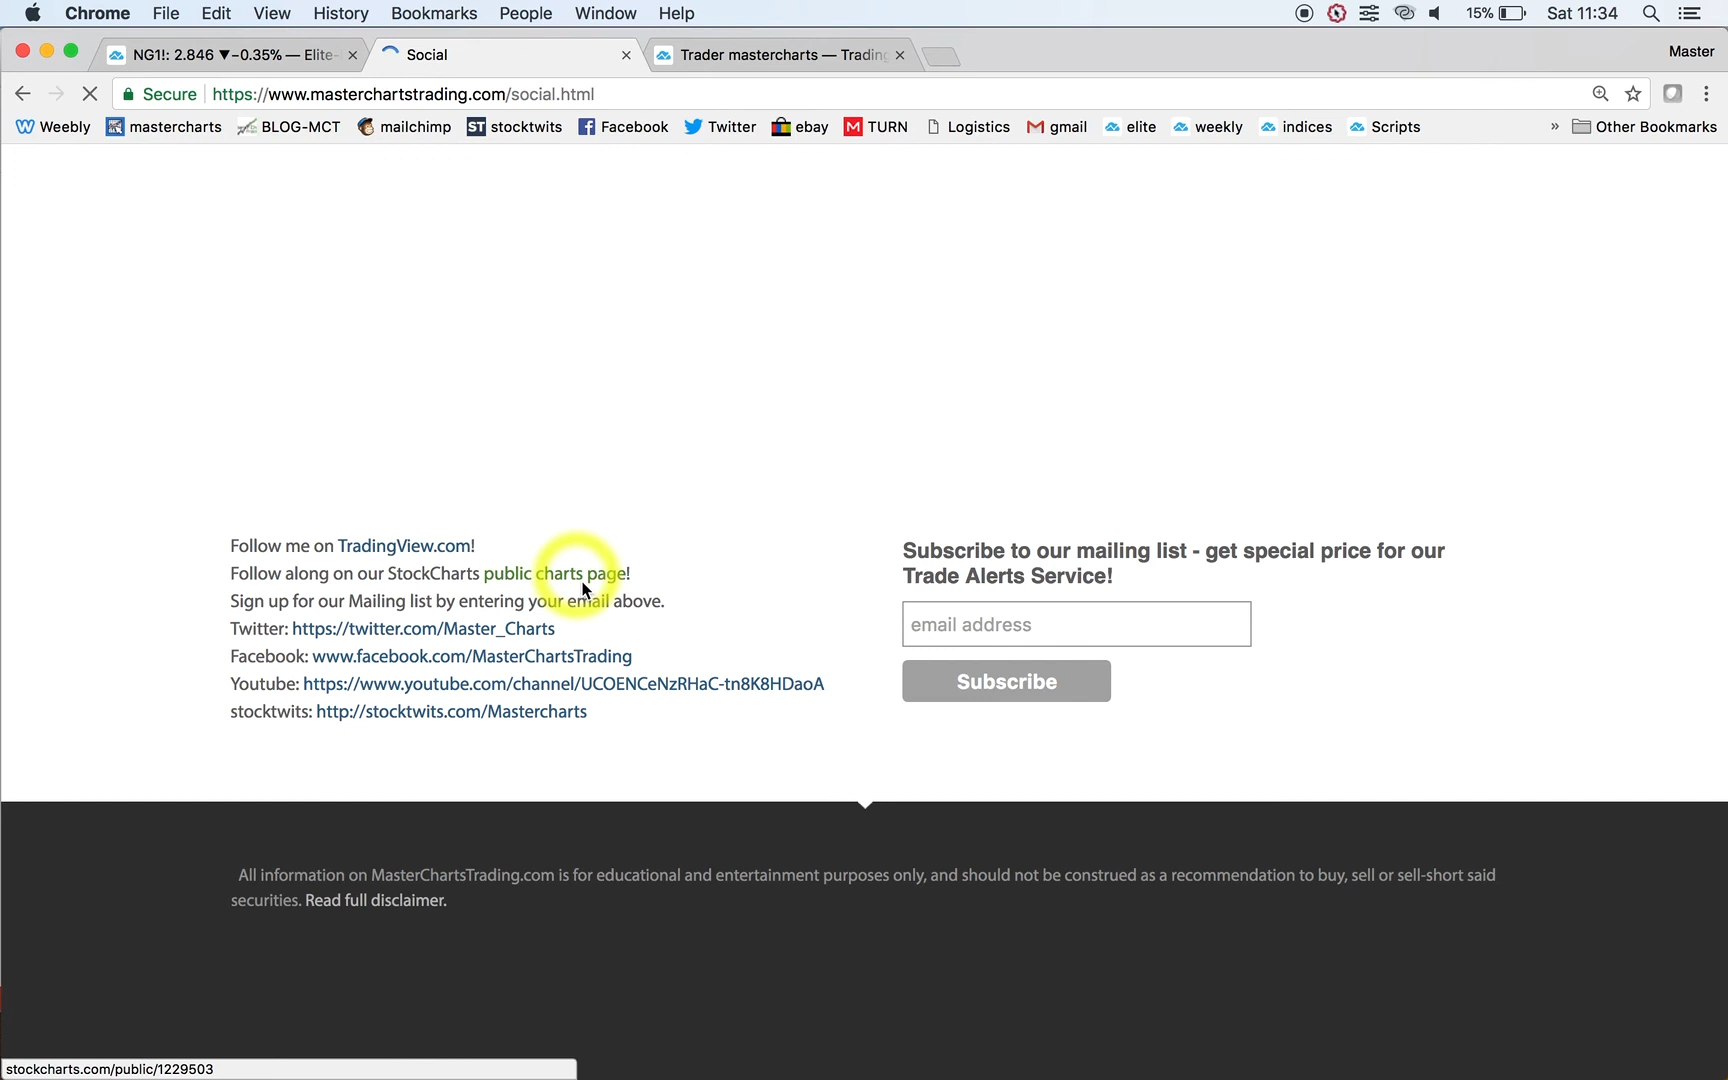 Chrome File Edit View History Bookmarks People Window Help 15% Sat 11:34
NG1!: 2.846 ▼−0.35% — Elite- Social Trader mastercharts — Trading Master
Secure https://www.masterchartstrading.com/social.html
Weebly mastercharts BLOG-MCT mailchimp ST stocktwits Facebook Twitter ebay M TURN Logistics gmail elite weekly indices Scripts » Other Bookmarks
Follow me on TradingView.com!
Follow along on our StockCharts public charts page!
Sign up for our Mailing list by entering your email above.
Twitter: https://twitter.com/Master_Charts
Facebook: www.facebook.com/MasterChartsTrading
Youtube: https://www.youtube.com/channel/UCOENCeNzRHaC-tn8K8HDaoA
stocktwits: http://stocktwits.com/Mastercharts
Subscribe to our mailing list - get special price for our
Trade Alerts Service!
email address
Subscribe
All information on MasterChartsTrading.com is for educational and entertainment purposes only, and should not be construed as a recommendation to buy, sell or sell-short said
securities. Read full disclaimer.
stockcharts.com/public/1229503